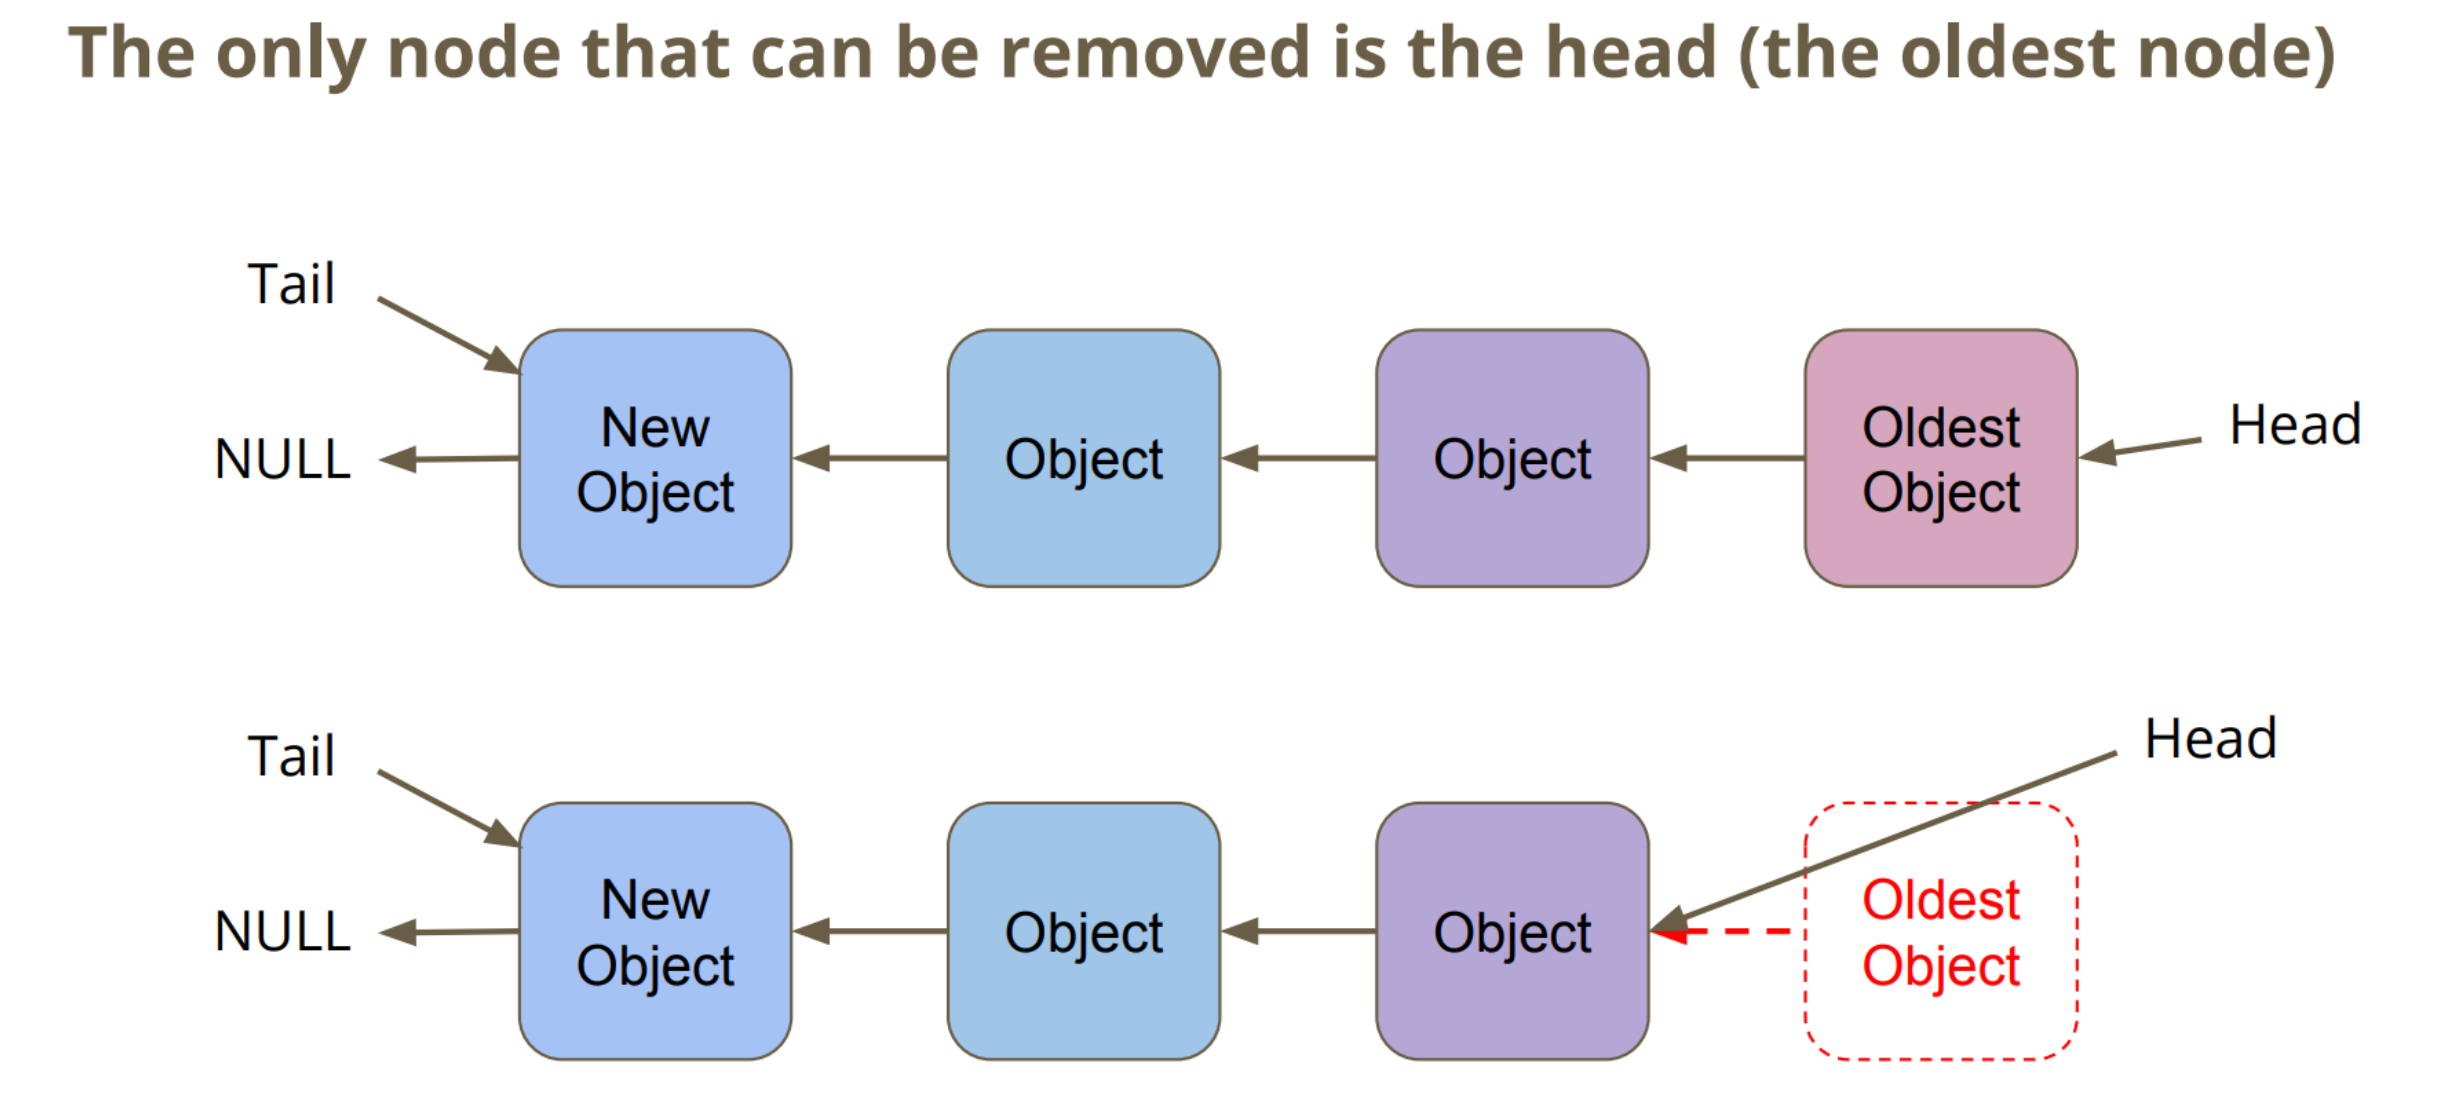 The only node that can be removed is the head (the oldest node)
Tail
New
Object
Object
Object
Oldest
Object
Head
NULL
Tail
New
Object
Object
Object
Oldest
Object
Head
NULL